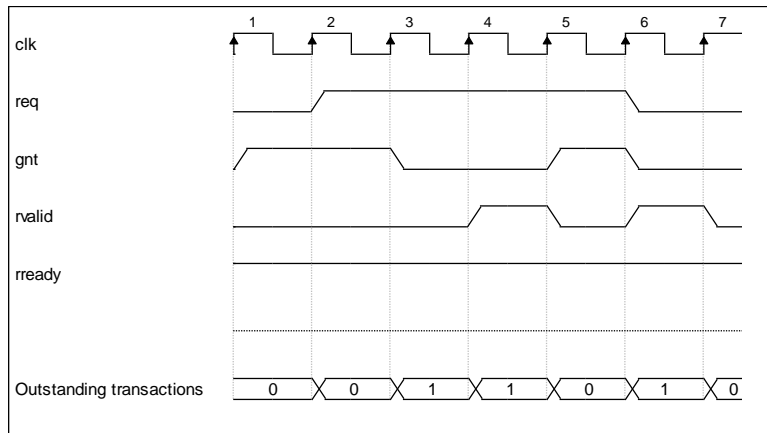 1 2 3 4 5 6 7
clk
req
gnt
rvalid
rready
Outstanding transactions 0 0 1 1 0 1 0